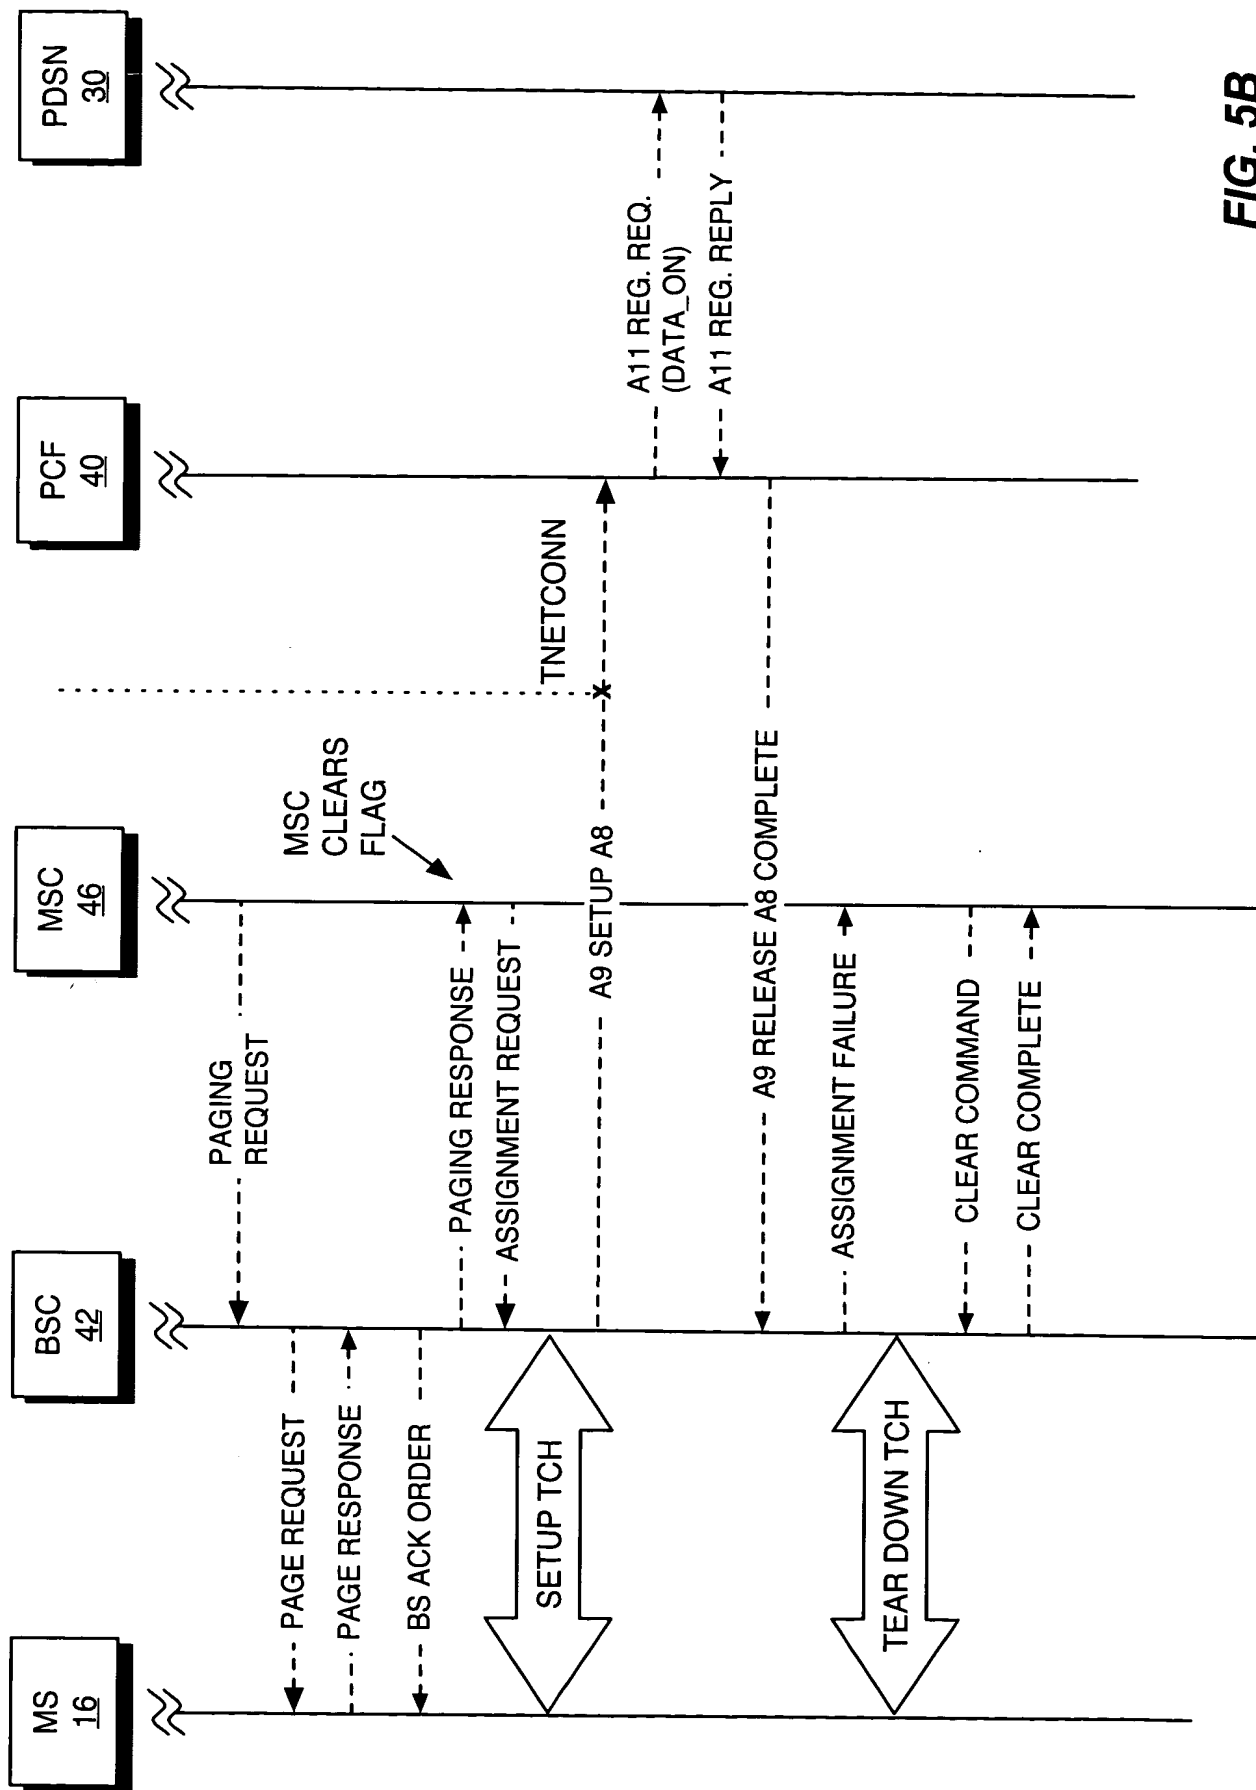 MS
16
BSC
42
MSC
46
PCF
40
PDSN
30
PAGING
REQUEST
PAGE REQUEST
PAGE RESPONSE
BS ACK ORDER
MSC
CLEARS
FLAG
PAGING RESPONSE
ASSIGNMENT REQUEST
SETUP TCH
TNETCONN
x
A9 SETUP A8
A11 REG. REQ.
(DATA_ON)
A11 REG. REPLY
A9 RELEASE A8 COMPLETE
ASSIGNMENT FAILURE
TEAR DOWN TCH
CLEAR COMMAND
CLEAR COMPLETE
FIG. 5B